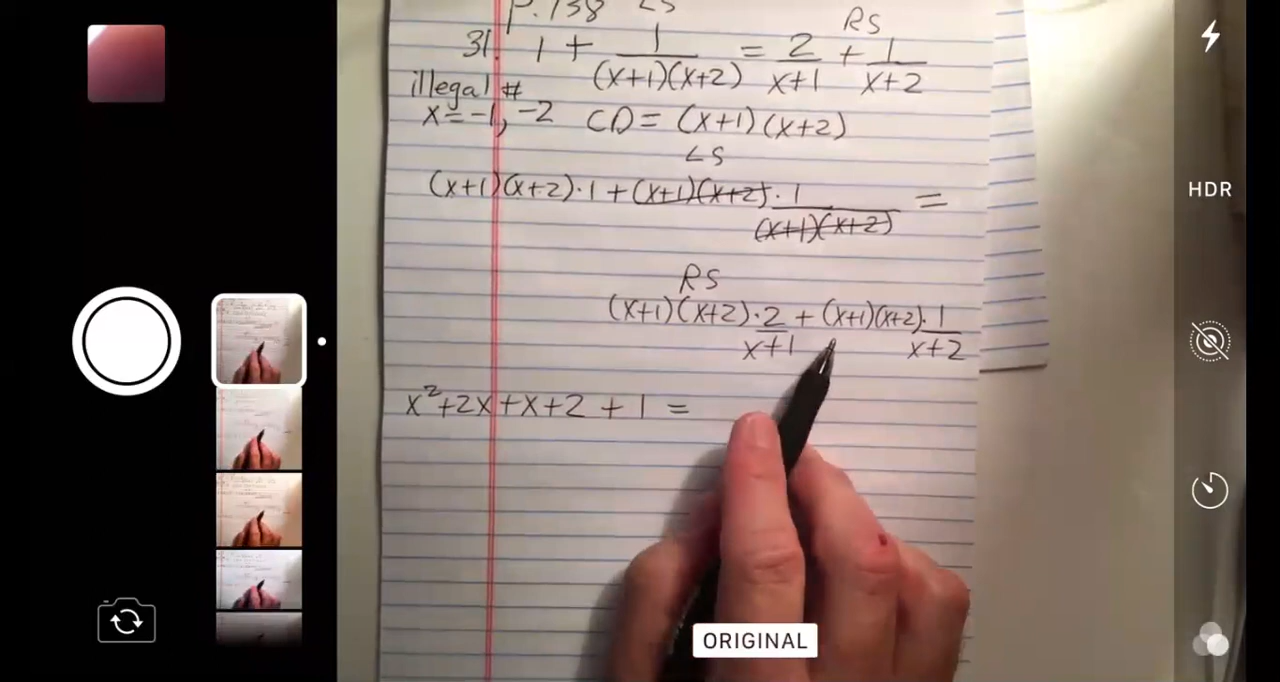 p. 138 LS
RS
31. 1 + 1/(x+1)(x+2) = 2/x+1 + 1/x+2
illegal #
x = -1, -2 CD = (x+1)(x+2)
LS
(x+1)(x+2)·1 + (x+1)(x+2)·1/(x+1)(x+2) =
RS
(x+1)(x+2)·2/x+1 + (x+1)(x+2)·1/x+2
x²+2x+x+2+1=
HDR
ORIGINAL